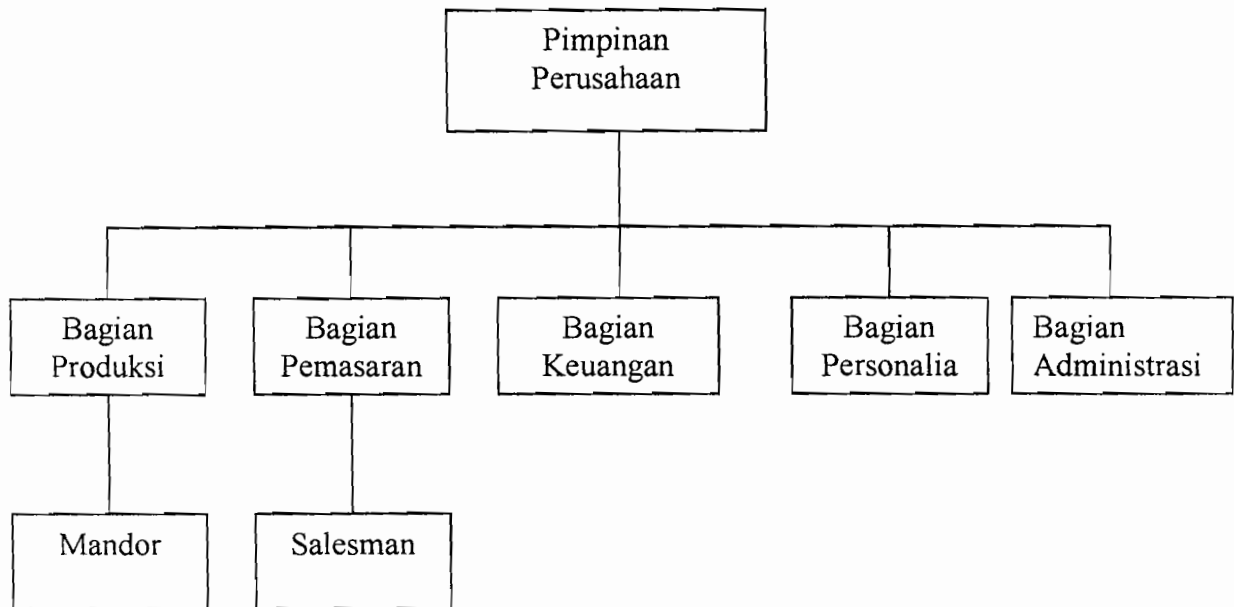 Pimpinan
Perusahaan
Bagian
Produksi
Bagian
Pemasaran
Bagian
Keuangan
Bagian
Personalia
Bagian
Administrasi
Mandor
Salesman